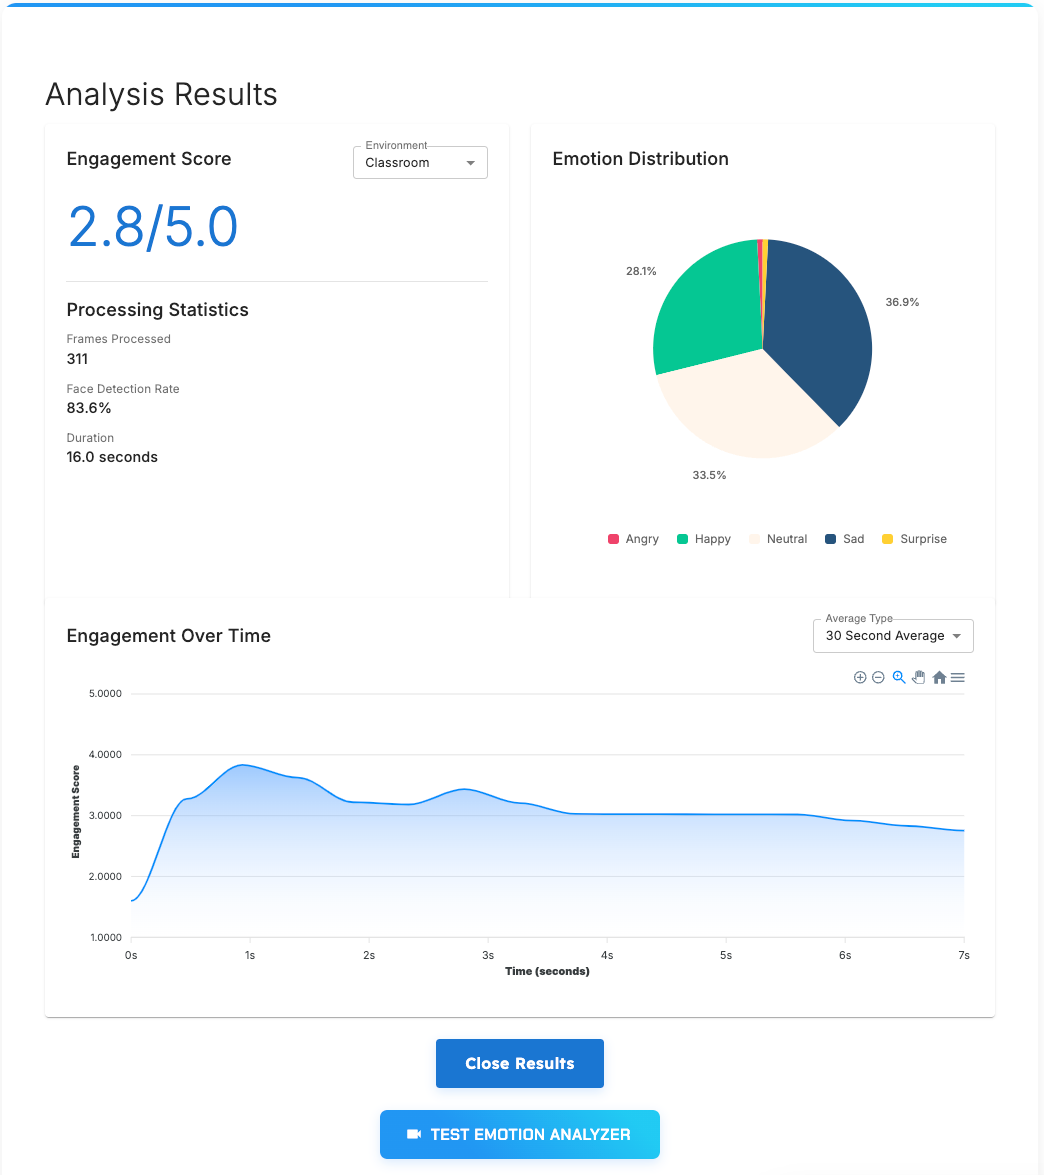 Analysis Results
Engagement Score
Environment
Classroom
2.8/5.0
Processing Statistics
Frames Processed
311
Face Detection Rate
83.6%
Duration
16.0 seconds
Emotion Distribution
28.1%
36.9%
33.5%
Angry Happy Neutral Sad Surprise
Engagement Over Time
Average Type
30 Second Average
5.0000
4.0000
3.0000
2.0000
1.0000
Engagement Score
0s 1s 2s 3s 4s 5s 6s 7s
Time (seconds)
Close Results
TEST EMOTION ANALYZER